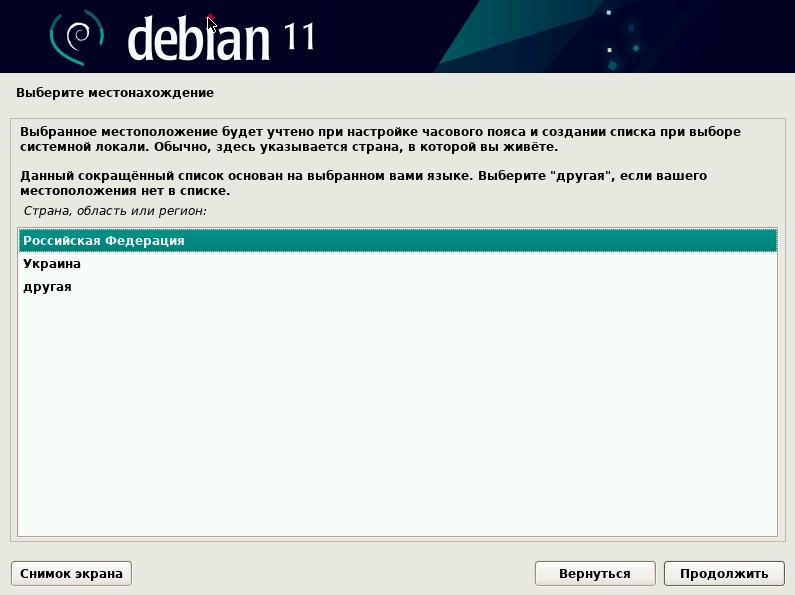 debian 11
Выберите местонахождение
Выбранное местоположение будет учтено при настройке часового пояса и создании списка при выборе
системной локали. Обычно, здесь указывается страна, в которой вы живёте.
Данный сокращённый список основан на выбранном вами языке. Выберите "другая", если вашего
местоположения нет в списке.
Страна, область или регион:
Российская Федерация
Украина
другая
Снимок экрана
Вернуться
Продолжить